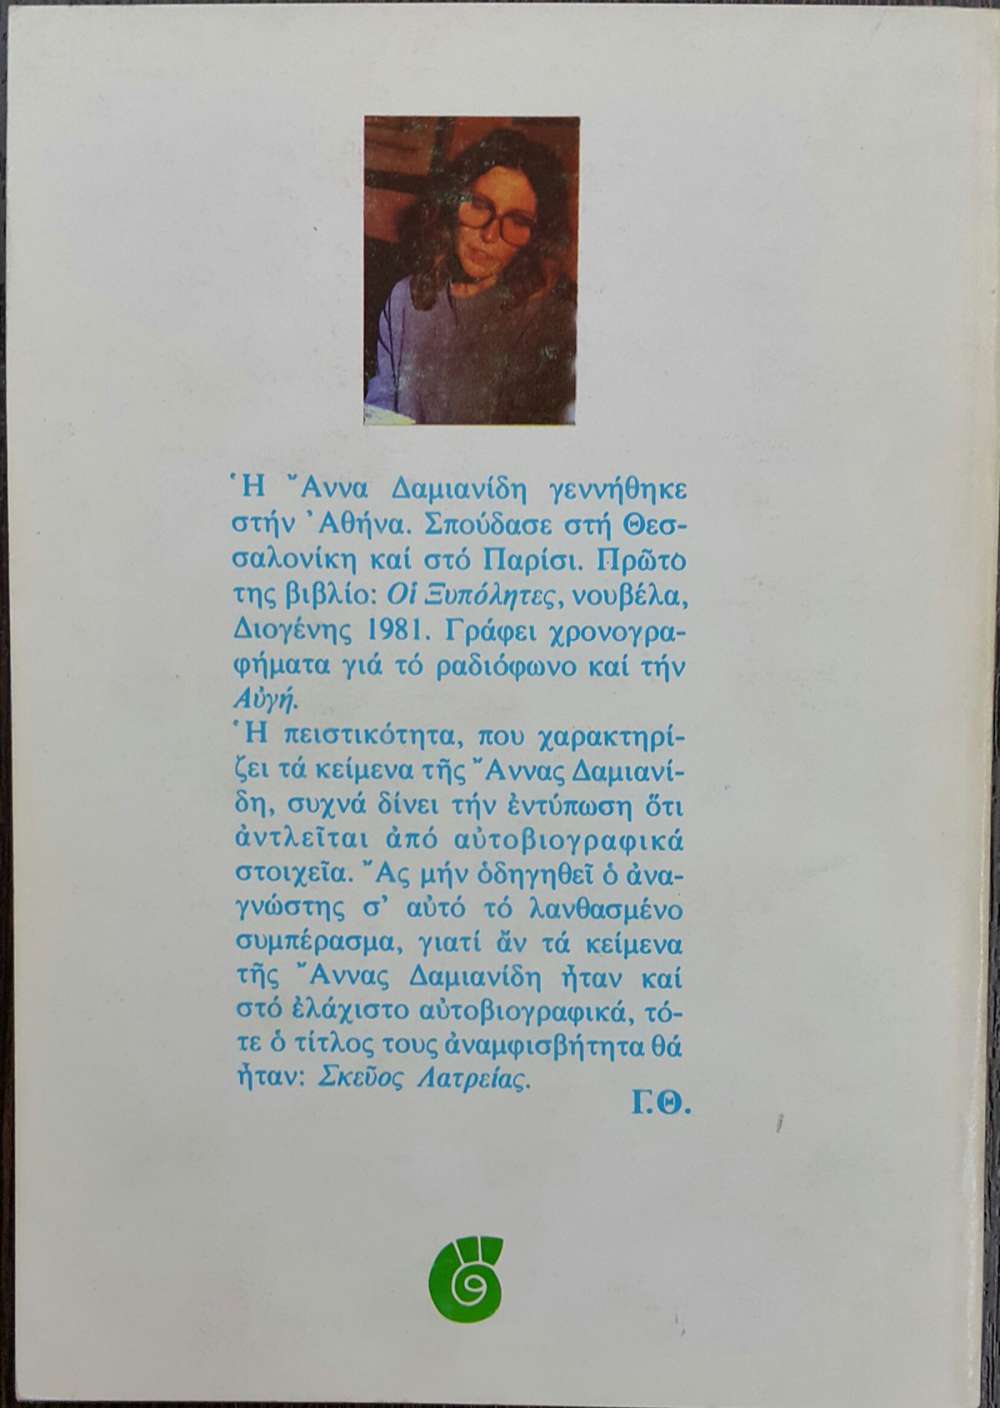 Ἡ Ἄννα Δαμιανίδη γεννήθηκε
στήν Ἀθήνα. Σπούδασε στή Θεσ-
σαλονίκη καί στό Παρίσι. Πρῶτο
της βιβλίο: Οἱ Ξυπόλητες, νουβέλα,
Διογένης 1981. Γράφει χρονογρα-
φήματα γιά τό ραδιόφωνο καί τήν
Αὐγή.
Ἡ πειστικότητα, που χαρακτηρί-
ζει τά κείμενα τῆς Ἄννας Δαμιανί-
δη, συχνά δίνει τήν ἐντύπωση ὅτι
ἀντλεῖται ἀπό αὐτοβιογραφικά
στοιχεῖα. Ἄς μήν ὁδηγηθεῖ ὁ ἀνα-
γνώστης σ' αὐτό τό λανθασμένο
συμπέρασμα, γιατί ἄν τά κείμενα
τῆς Ἄννας Δαμιανίδη ἦταν καί
στό ἐλάχιστο αὐτοβιογραφικά, τό-
τε ὁ τίτλος τους ἀναμφισβήτητα θά
ἦταν: Σκεῦος Λατρείας.
Γ.Θ.